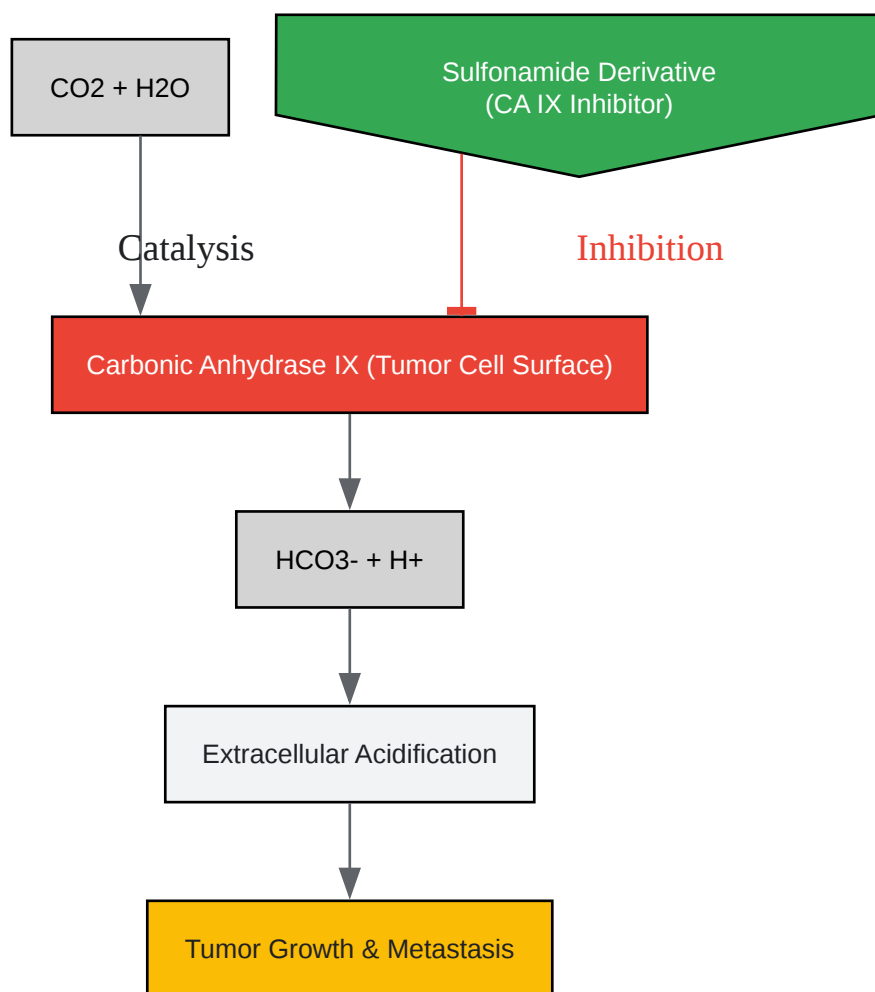 CO2 + H2O
Sulfonamide Derivative
(CA IX Inhibitor)
Catalysis
Inhibition
Carbonic Anhydrase IX (Tumor Cell Surface)
HCO3- + H+
Extracellular Acidification
Tumor Growth & Metastasis